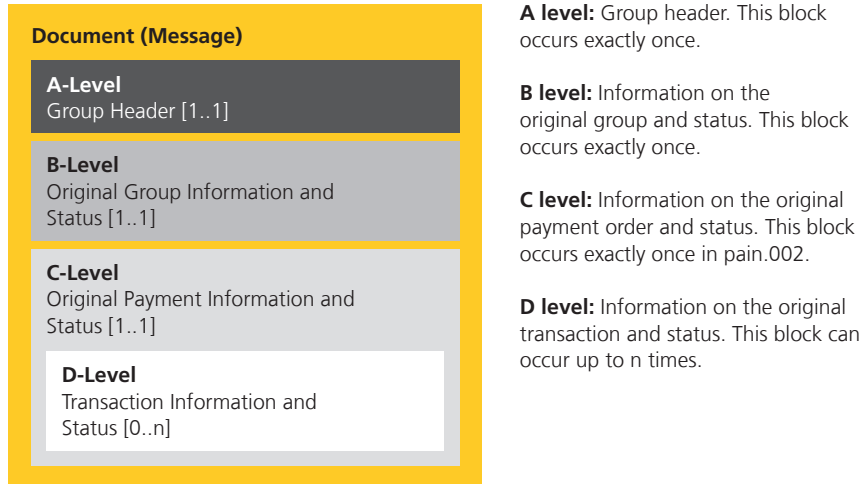 Document (Message)
A-Level
Group Header [1..1]
B-Level
Original Group Information and
Status [1..1]
C-Level
Original Payment Information and
Status [1..1]
D-Level
Transaction Information and
Status [0..n]
A level: Group header. This block
occurs exactly once.
B level: Information on the
original group and status. This block
occurs exactly once.
C level: Information on the original
payment order and status. This block
occurs exactly once in pain.002.
D level: Information on the original
transaction and status. This block can
occur up to n times.